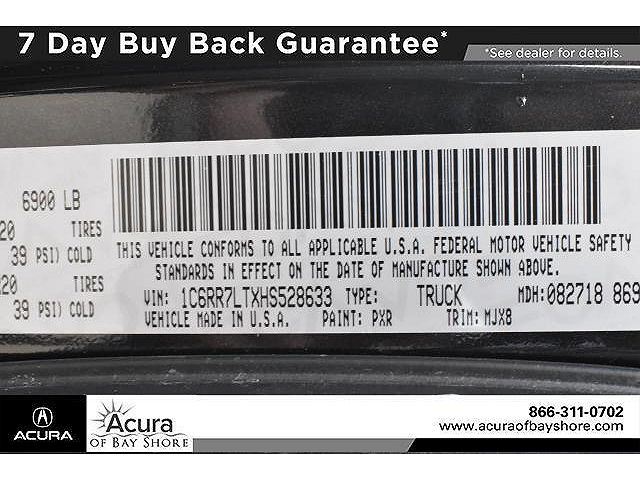 7 Day Buy Back Guarantee*
*See dealer for details.
6900 LB
20 TIRES
39 PSI) COLD
20 TIRES
39 PSI) COLD
THIS VEHICLE CONFORMS TO ALL APPLICABLE U.S.A. FEDERAL MOTOR VEHICLE SAFETY
STANDARDS IN EFFECT ON THE DATE OF MANUFACTURE SHOWN ABOVE.
VIN: 1C6RR7LTXHS528633 TYPE: TRUCK MDH:082718 869
VEHICLE MADE IN U.S.A. PAINT: PXR TRIM: MJX8
ACURA
Acura
OF BAY SHORE
866-311-0702
www.acuraofbayshore.com